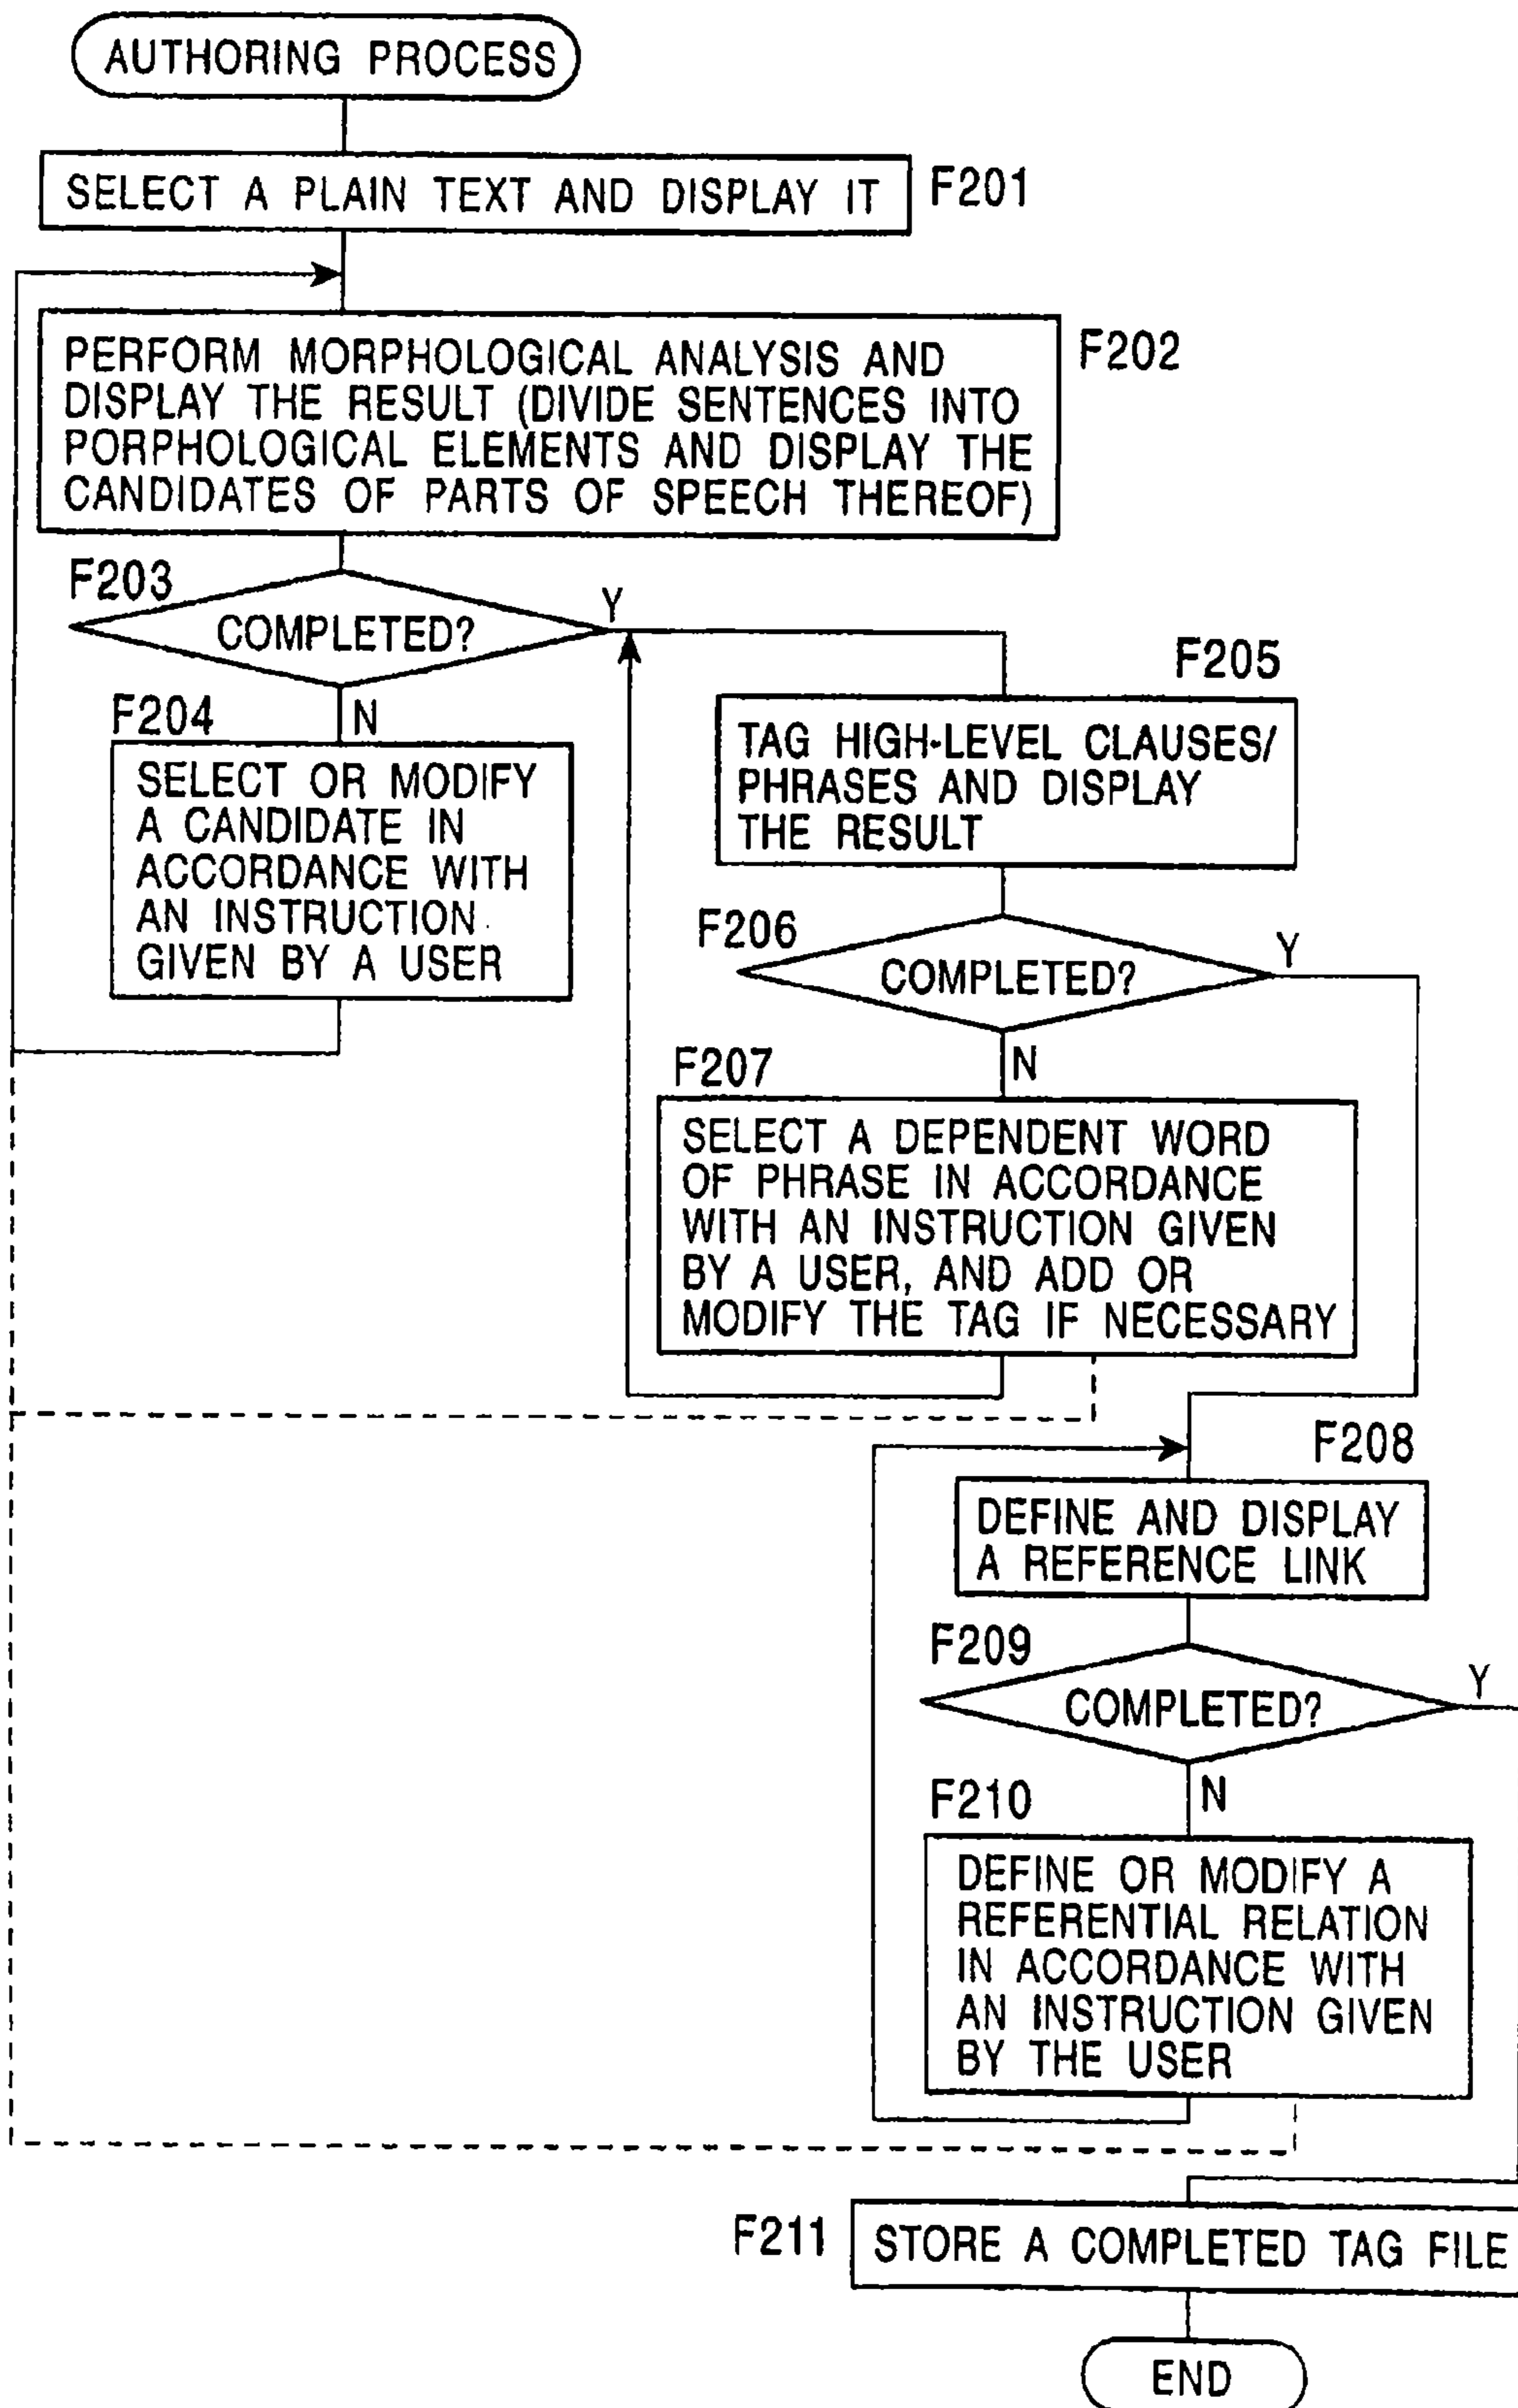 AUTHORING PROCESS
SELECT A PLAIN TEXT AND DISPLAY IT
F201
PERFORM MORPHOLOGICAL ANALYSIS AND
DISPLAY THE RESULT (DIVIDE SENTENCES INTO
PORPHOLOGICAL ELEMENTS AND DISPLAY THE
CANDIDATES OF PARTS OF SPEECH THEREOF)
F202
F203
COMPLETED?
Y
N
F204
SELECT OR MODIFY
A CANDIDATE IN
ACCORDANCE WITH
AN INSTRUCTION
GIVEN BY A USER
F205
TAG HIGH-LEVEL CLAUSES/
PHRASES AND DISPLAY
THE RESULT
F206
COMPLETED?
Y
N
F207
SELECT A DEPENDENT WORD
OF PHRASE IN ACCORDANCE
WITH AN INSTRUCTION GIVEN
BY A USER, AND ADD OR
MODIFY THE TAG IF NECESSARY
F208
DEFINE AND DISPLAY
A REFERENCE LINK
F209
COMPLETED?
Y
N
F210
DEFINE OR MODIFY A
REFERENTIAL RELATION
IN ACCORDANCE WITH
AN INSTRUCTION GIVEN
BY THE USER
F211
STORE A COMPLETED TAG FILE
END